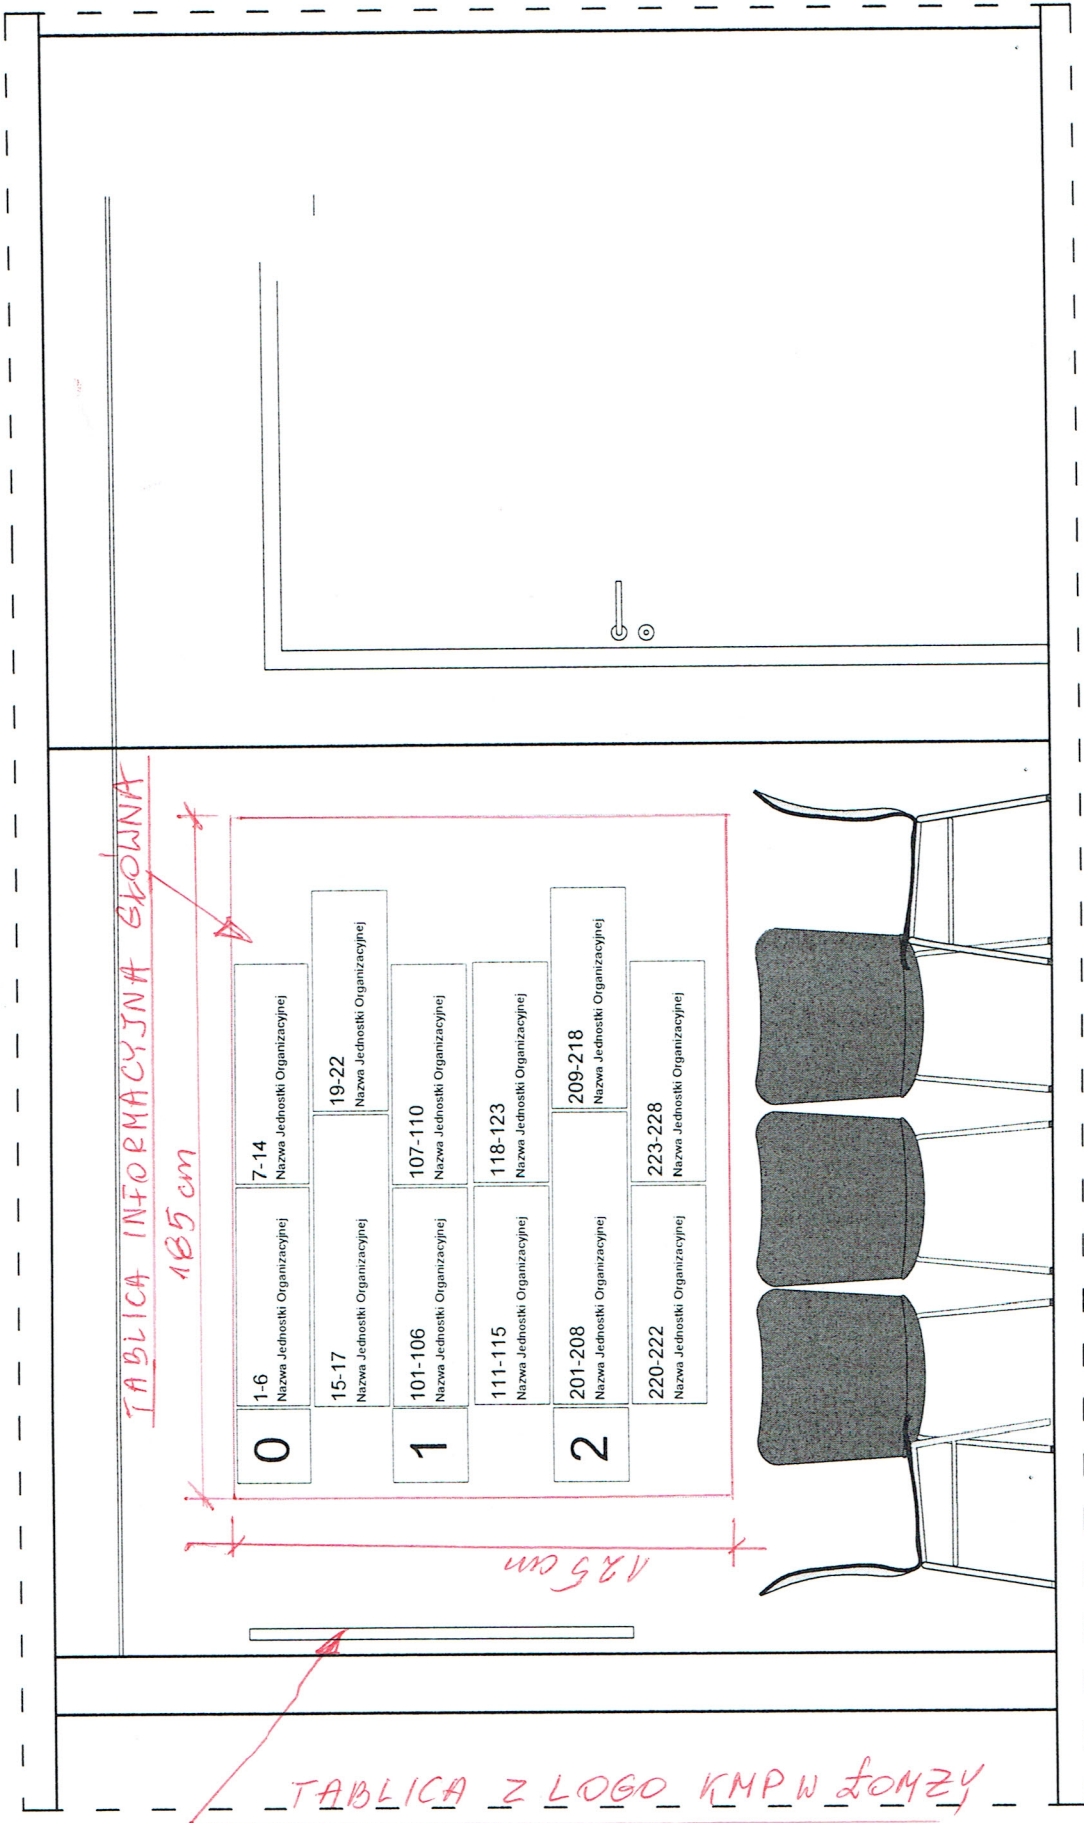 TABLICA INFORMACYJNA GŁÓWNA
185 cm
0
1-6
Nazwa Jednostki Organizacyjnej
7-14
Nazwa Jednostki Organizacyjnej
15-17
Nazwa Jednostki Organizacyjnej
19-22
Nazwa Jednostki Organizacyjnej
1
101-106
Nazwa Jednostki Organizacyjnej
107-110
Nazwa Jednostki Organizacyjnej
111-115
Nazwa Jednostki Organizacyjnej
118-123
Nazwa Jednostki Organizacyjnej
2
201-208
Nazwa Jednostki Organizacyjnej
209-218
Nazwa Jednostki Organizacyjnej
220-222
Nazwa Jednostki Organizacyjnej
223-228
Nazwa Jednostki Organizacyjnej
125 cm
TABLICA Z LOGO KMP W ŁOMŻY